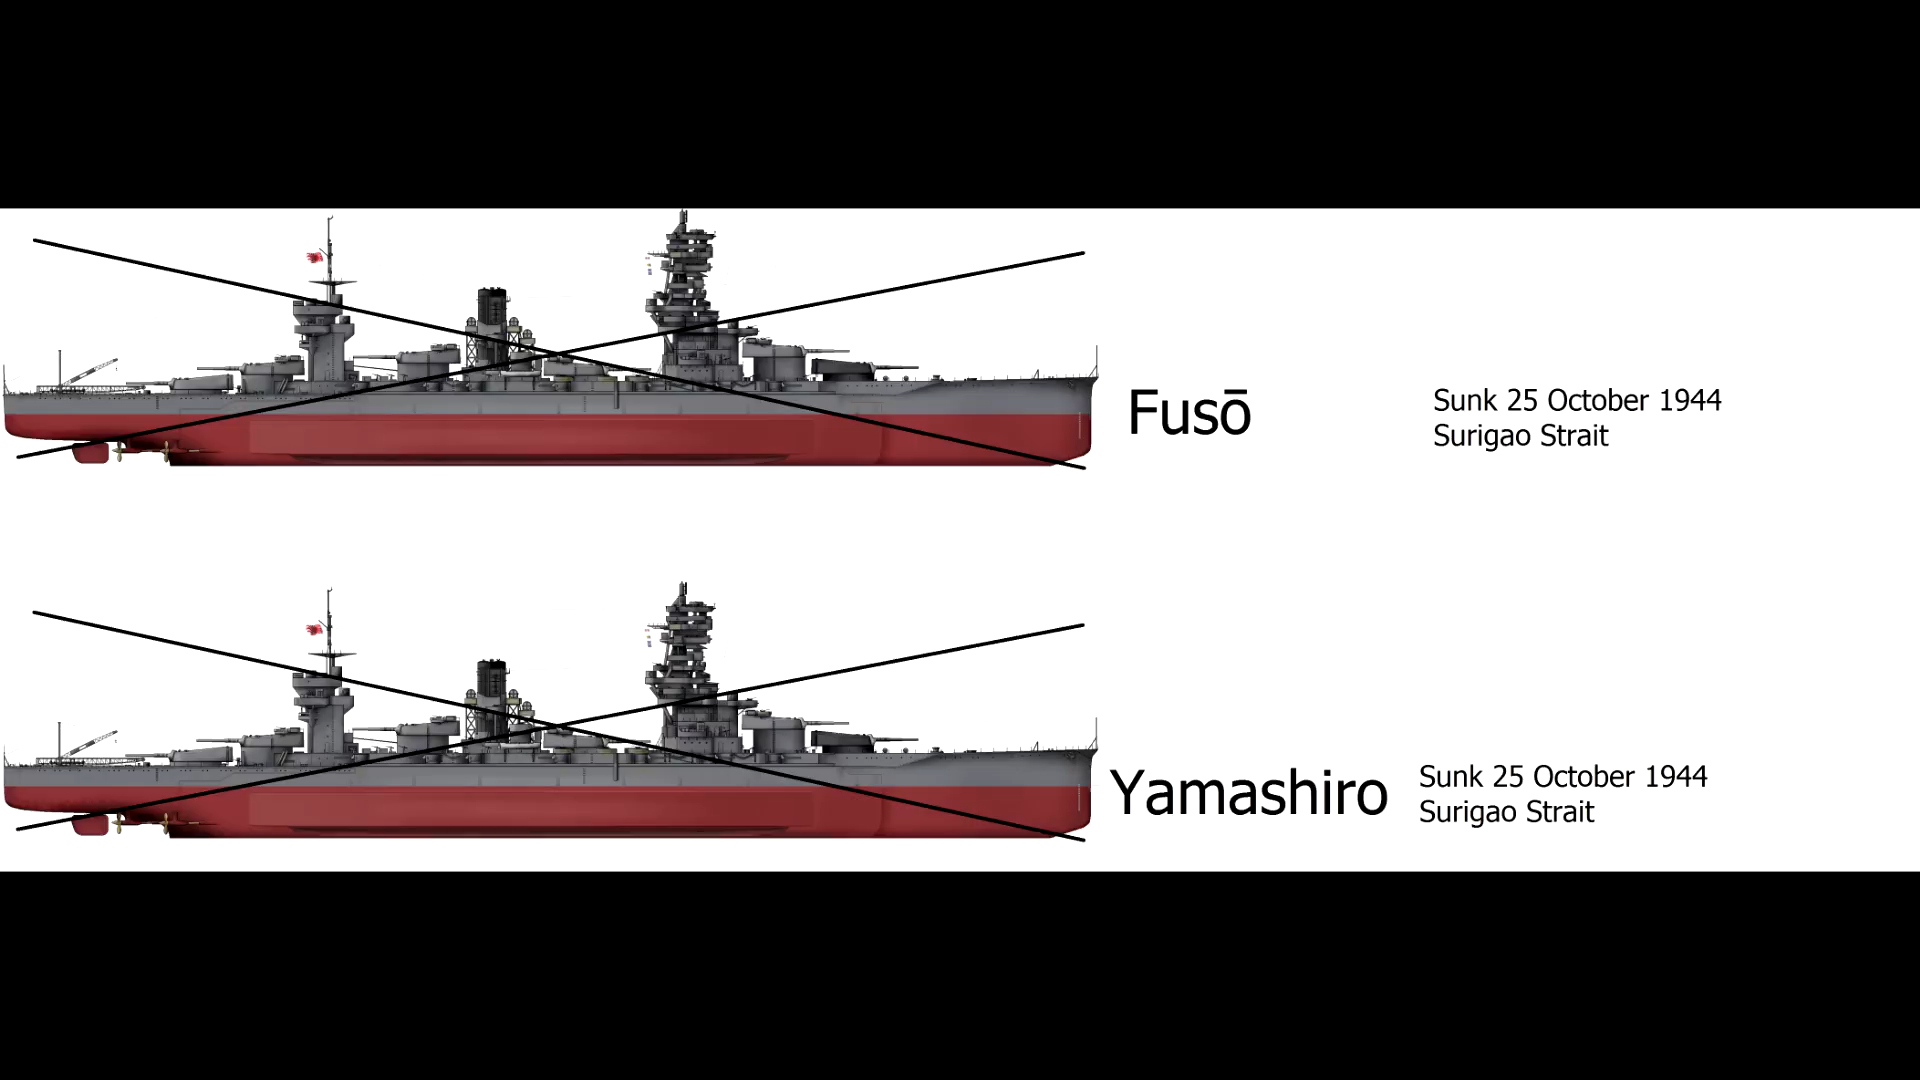 Fusō
Sunk 25 October 1944
Surigao Strait
Yamashiro
Sunk 25 October 1944
Surigao Strait